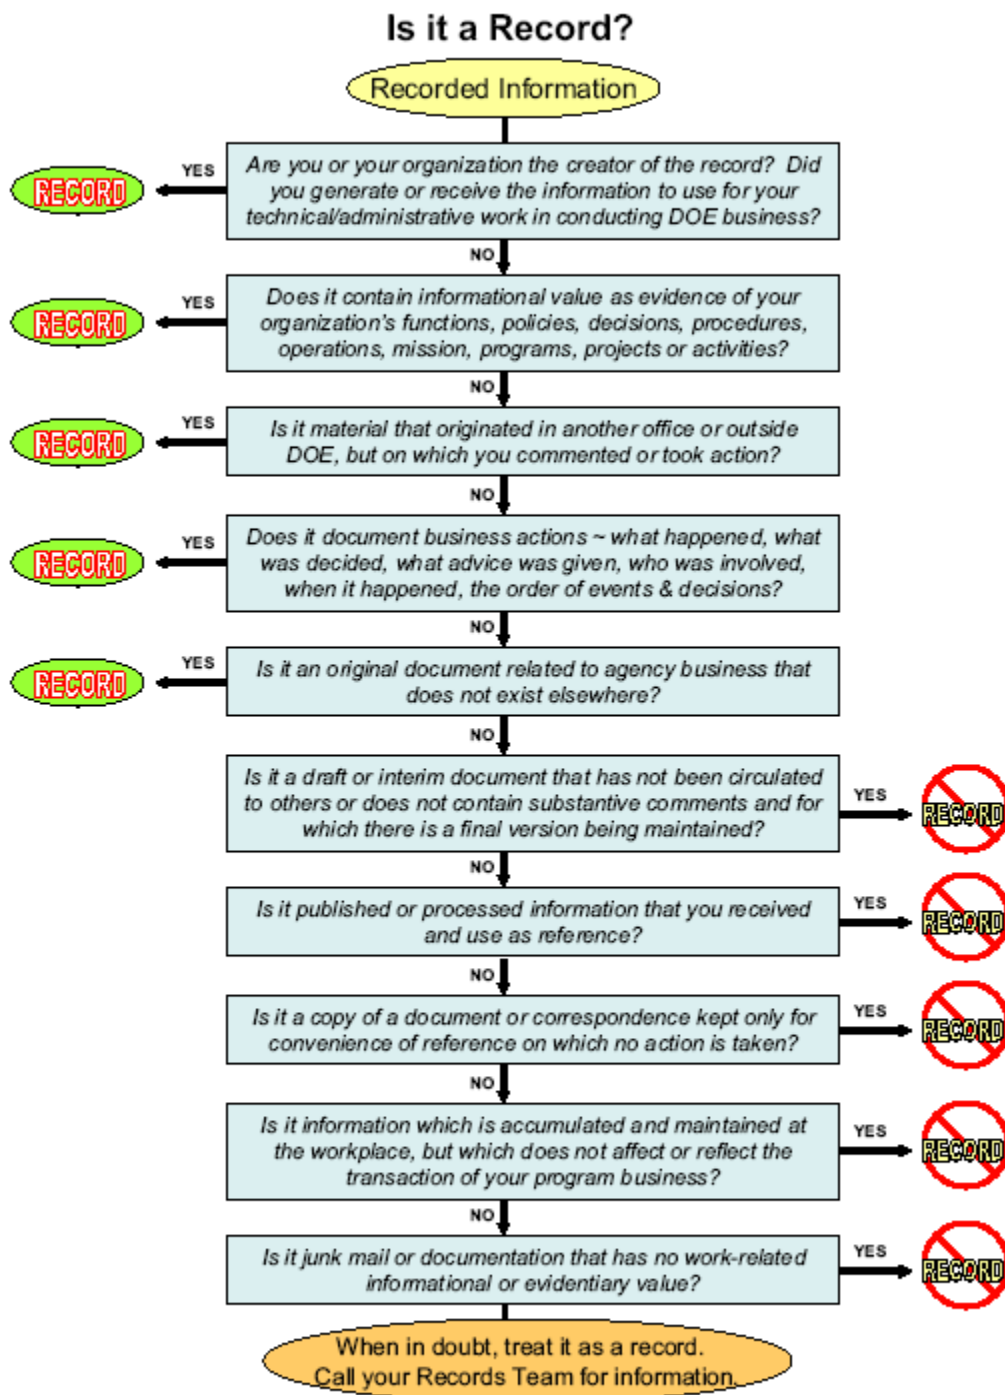 Is it a Record?
Recorded Information
Are you or your organization the creator of the record? Did
you generate or receive the information to use for your
technical/administrative work in conducting DOE business?
YES
RECORD
NO
Does it contain informational value as evidence of your
organization's functions, policies, decisions, procedures,
operations, mission, programs, projects or activities?
YES
RECORD
NO
Is it material that originated in another office or outside
DOE, but on which you commented or took action?
YES
RECORD
NO
Does it document business actions ~ what happened, what
was decided, what advice was given, who was involved,
when it happened, the order of events & decisions?
YES
RECORD
NO
Is it an original document related to agency business that
does not exist elsewhere?
YES
RECORD
NO
Is it a draft or interim document that has not been circulated
to others or does not contain substantive comments and for
which there is a final version being maintained?
YES
RECORD
NO
Is it published or processed information that you received
and use as reference?
YES
RECORD
NO
Is it a copy of a document or correspondence kept only for
convenience of reference on which no action is taken?
YES
RECORD
NO
Is it information which is accumulated and maintained at
the workplace, but which does not affect or reflect the
transaction of your program business?
YES
RECORD
NO
Is it junk mail or documentation that has no work-related
informational or evidentiary value?
YES
RECORD
When in doubt, treat it as a record.
Call your Records Team for information.